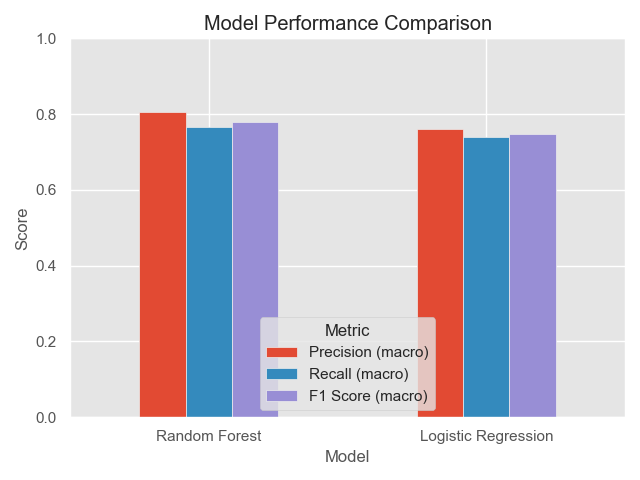 Model Performance Comparison
1.0
0.8
0.6
0.4
0.2
0.0
Score
Metric
Precision (macro)
Recall (macro)
F1 Score (macro)
Random Forest
Logistic Regression
Model